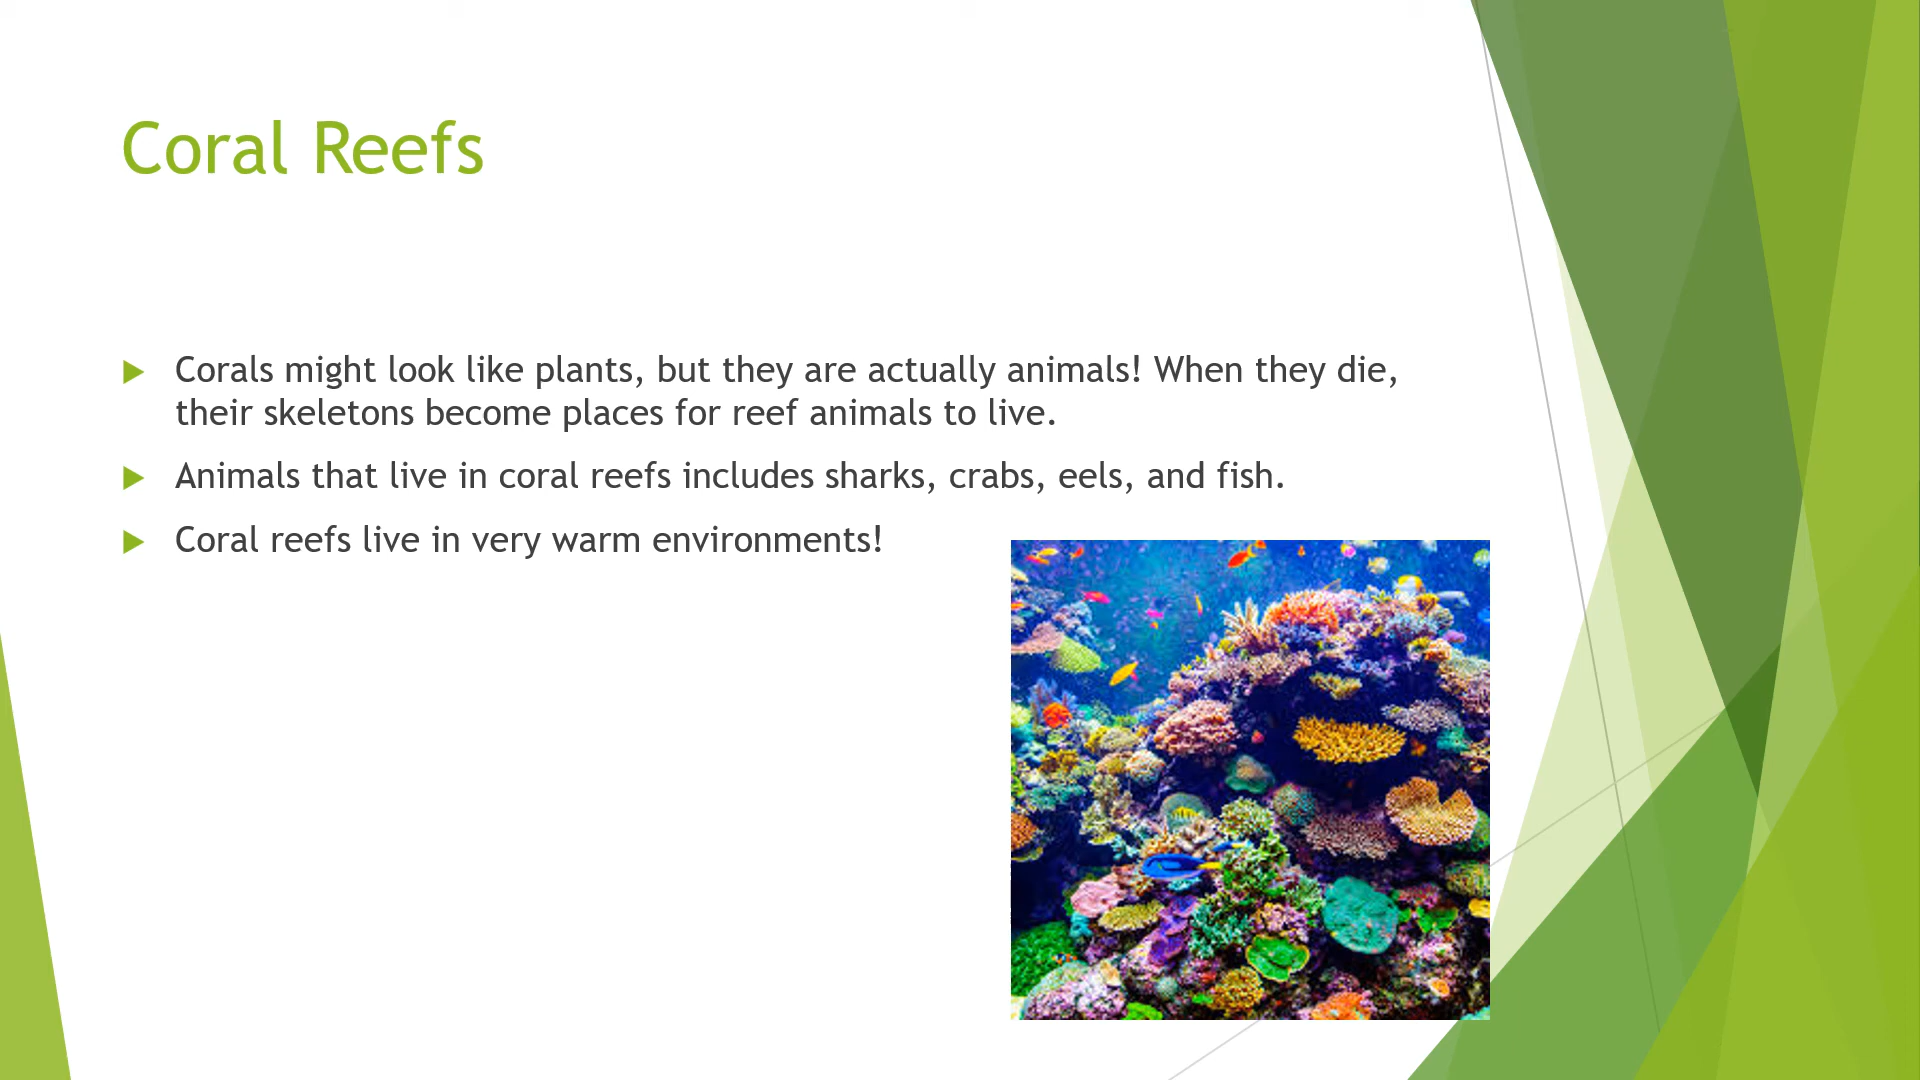 Coral Reefs
Corals might look like plants, but they are actually animals! When they die,
their skeletons become places for reef animals to live.
Animals that live in coral reefs includes sharks, crabs, eels, and fish.
Coral reefs live in very warm environments!